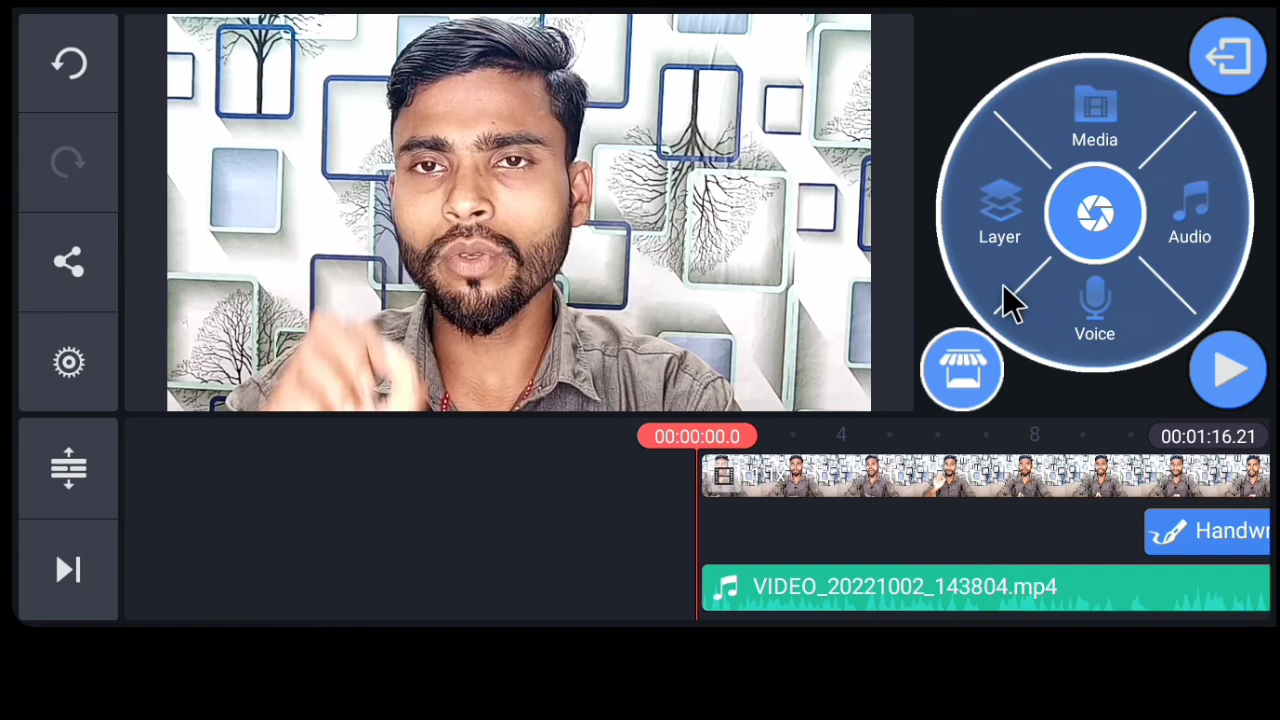 Media
Layer
Audio
Voice
00:00:00.0
4
8
00:01:16.21
Handwr
VIDEO_20221002_143804.mp4